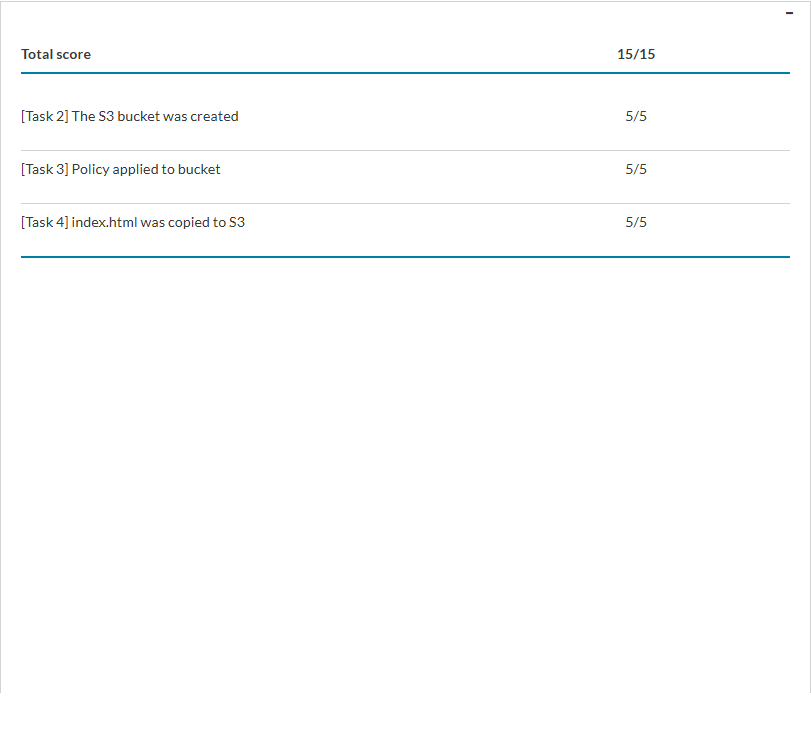 Total score 15/15
[Task 2] The S3 bucket was created 5/5
[Task 3] Policy applied to bucket 5/5
[Task 4] index.html was copied to S3 5/5